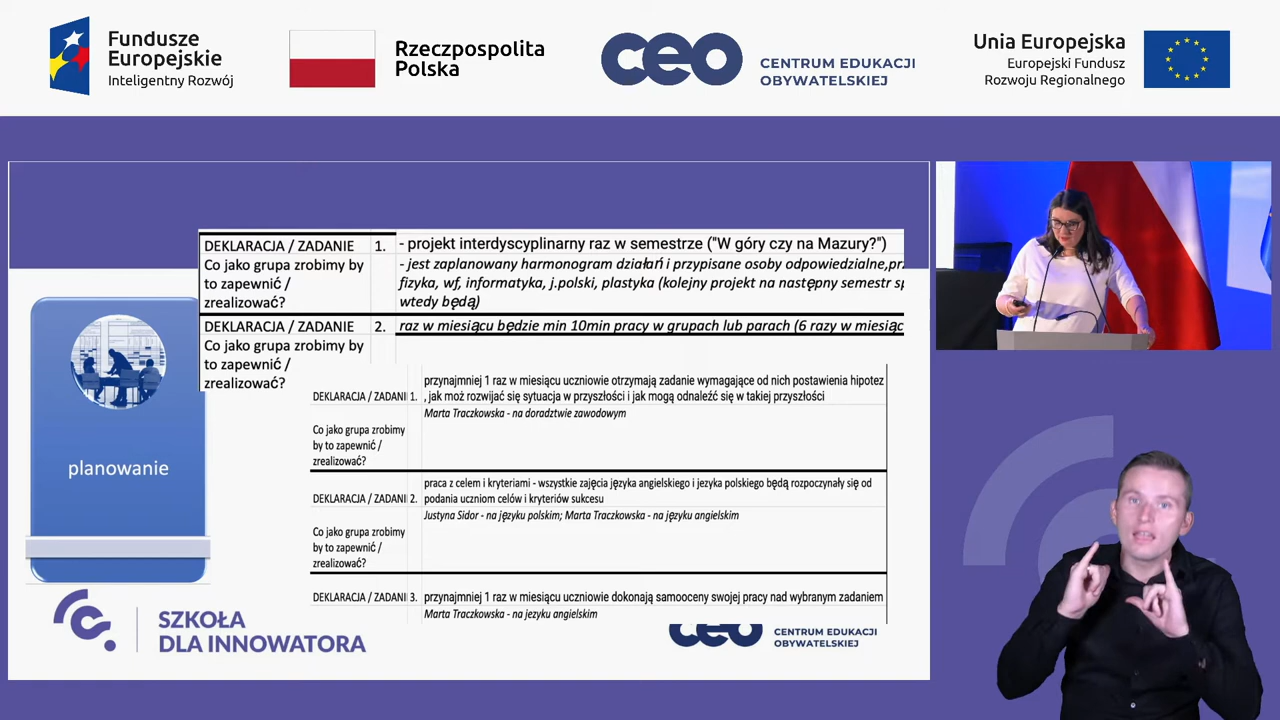 Fundusze
Europejskie
Inteligentny Rozwój
Rzeczpospolita
Polska
ceo
CENTRUM EDUKACJI
OBYWATELSKIEJ
Unia Europejska
Europejski Fundusz
Rozwoju Regionalnego
DEKLARACJA / ZADANIE 1. - projekt interdyscyplinarny raz w semestrze ("W góry czy na Mazury?")
Co jako grupa zrobimy by
to zapewnić /
zrealizować?
- jest zaplanowany harmonogram działań i przypisane osoby odpowiedzialne,
fizyka, wf, informatyka, j.polski, plastyka (kolejny projekt na następny semestr
wtedy będą)
DEKLARACJA / ZADANIE 2. raz w miesiącu będzie min 10min pracy w grupach lub parach (6 razy w miesiąc
Co jako grupa zrobimy by
to zapewnić /
zrealizować?
przynajmniej 1 raz w miesiącu uczniowie otrzymają zadanie wymagające od nich postawienia hipotez
DEKLARACJA / ZADANI 1. , jak moż rozwijać się sytuacja w przyszłości i jak mogą odnaleźć się w takiej przyszłości
Marta Traczkowska - na doradztwie zawodowym
Co jako grupa zrobimy
by to zapewnić /
zrealizować?
praca z celem i kryteriami - wszystkie zajęcia języka angielskiego i jezyka polskiego będą rozpoczynały się od
DEKLARACJA / ZADANI 2. podania uczniom celów i kryteriów sukcesu
Justyna Sidor - na języku polskim; Marta Traczkowska - na języku angielskim
Co jako grupa zrobimy
by to zapewnić /
zrealizować?
DEKLARACJA / ZADANI 3. przynajmniej 1 raz w miesiącu uczniowie dokonają samooceny swojej pracy nad wybranym zadaniem
Marta Traczkowska - na jezyku angielskim
planowanie
SZKOŁA
DLA INNOWATORA
ceo
CENTRUM EDUKACJI
OBYWATELSKIEJ